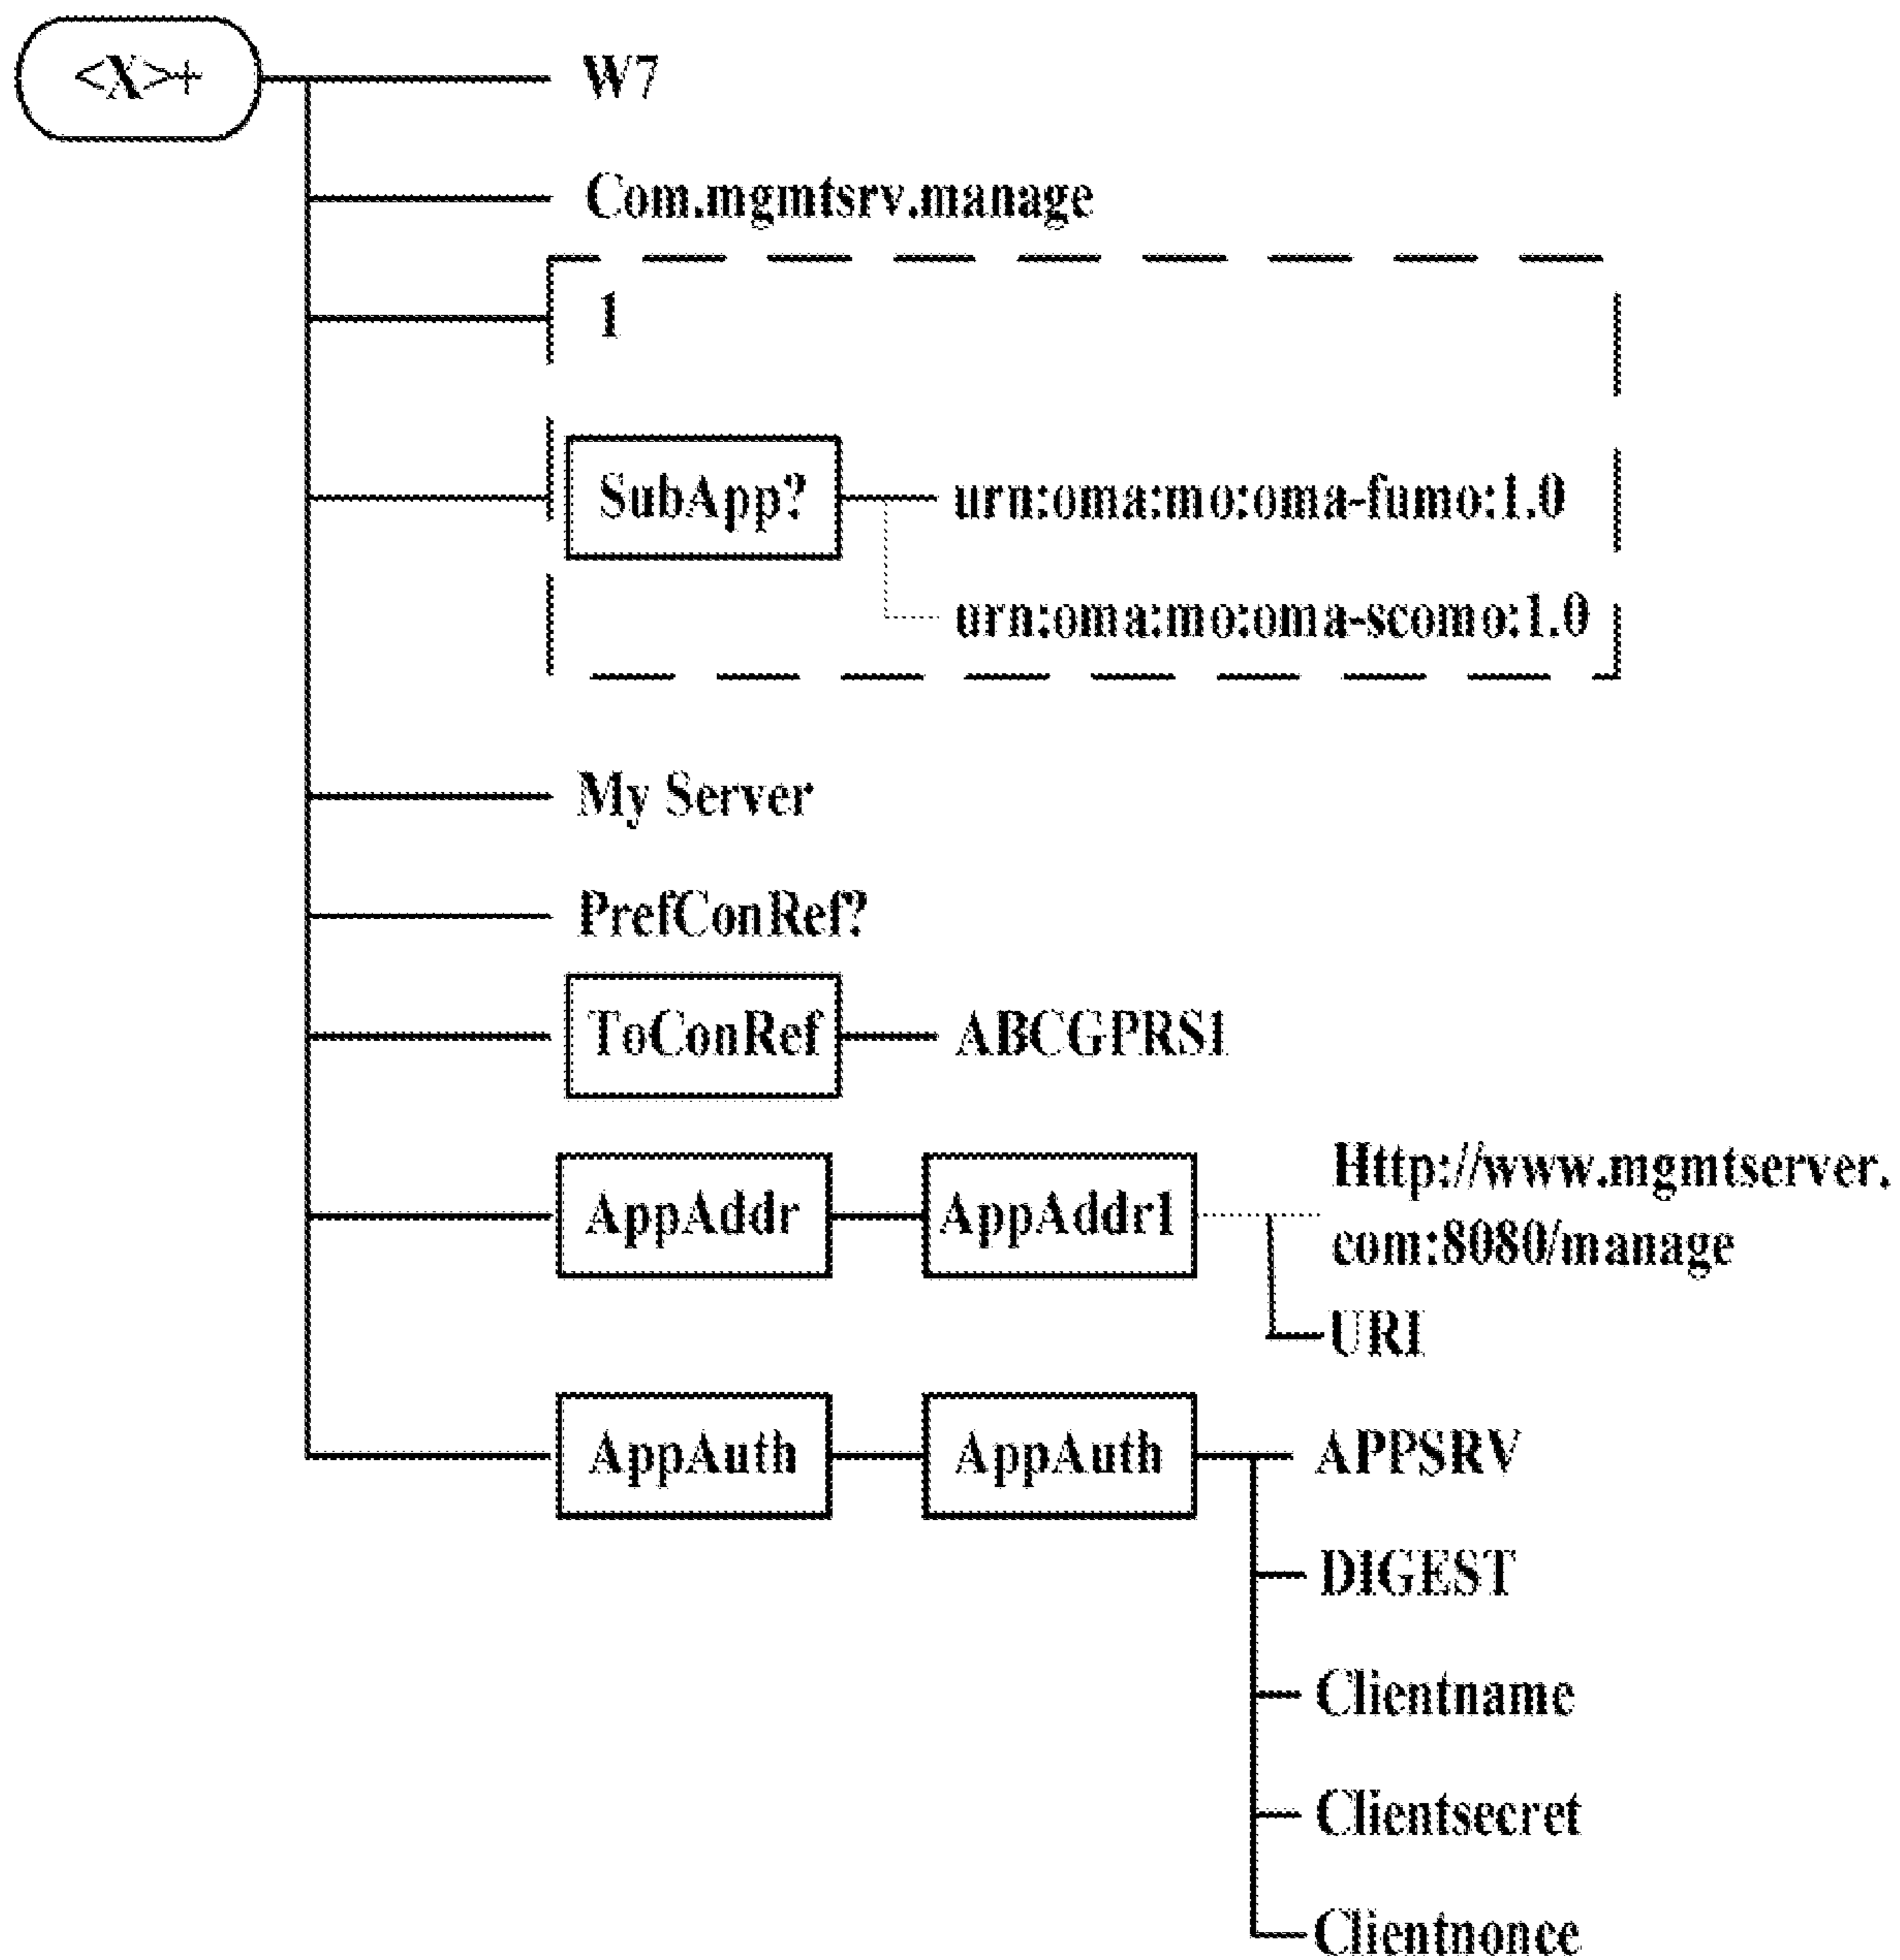 <X>+
W7
Com.mgmtsrv.manage
1
SubApp?
urn:oma:mo:oma-fumo:1.0
urn:oma:mo:oma-scomo:1.0
My Server
PrefConRef?
ToConRef
ABCGPRS1
AppAddr
AppAddr1
Http://www.mgmtserver.
com:8080/manage
URI
AppAuth
AppAuth
APPSRV
DIGEST
Clientname
Clientsecret
Clientnonce